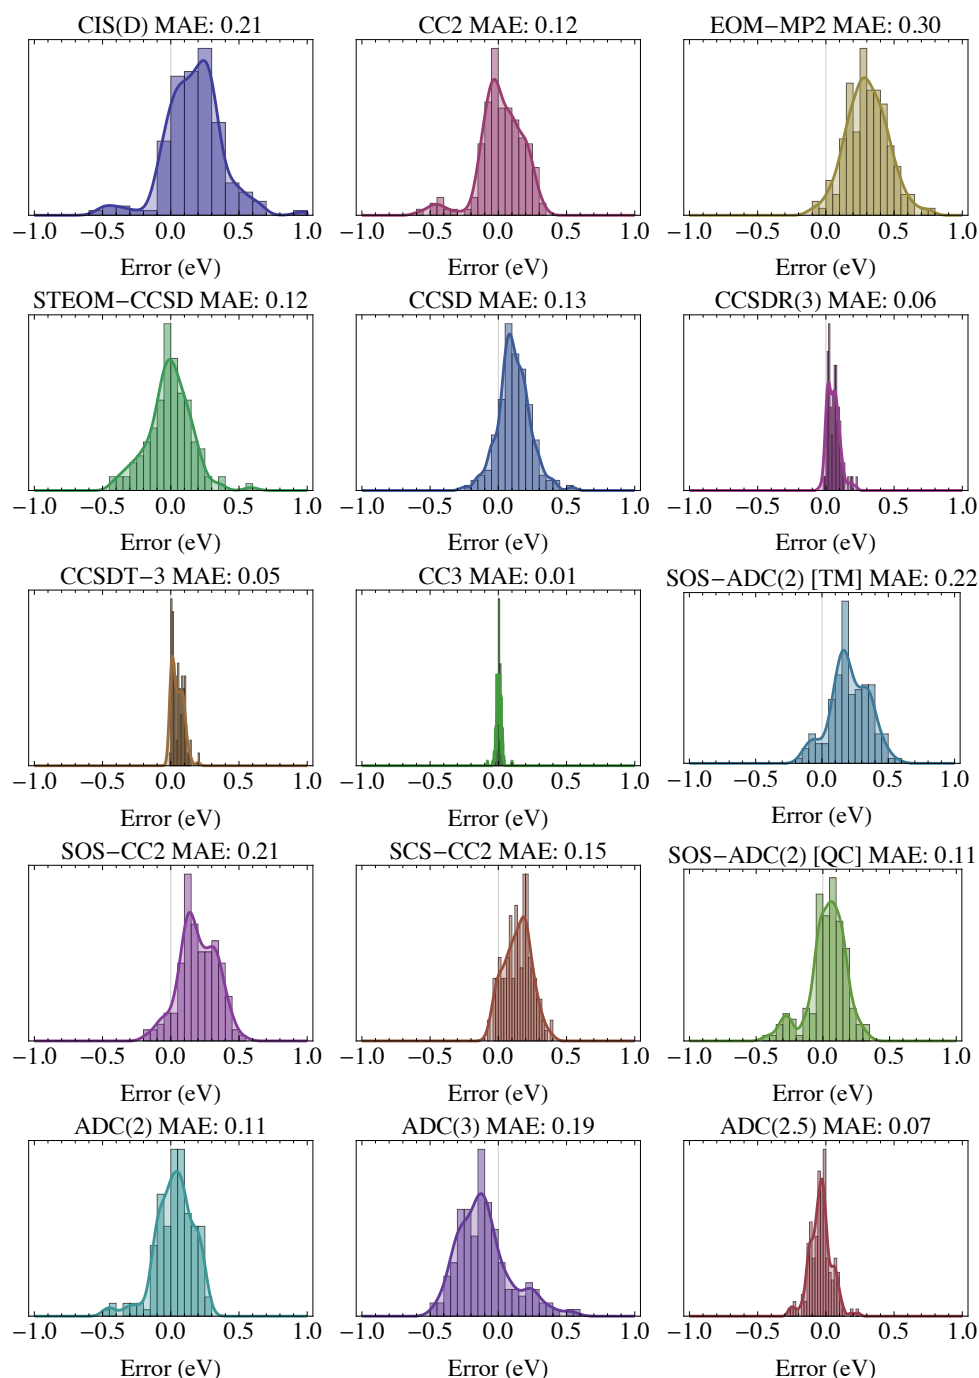 CIS(D) MAE: 0.21 CC2 MAE: 0.12 EOM−MP2 MAE: 0.30
−1.0 −0.5 0.0 0.5 1.0 −1.0 −0.5 0.0 0.5 1.0 −1.0 −0.5 0.0 0.5 1.0
Error (eV) Error (eV) Error (eV)
STEOM−CCSD MAE: 0.12 CCSD MAE: 0.13 CCSDR(3) MAE: 0.06
−1.0 −0.5 0.0 0.5 1.0 −1.0 −0.5 0.0 0.5 1.0 −1.0 −0.5 0.0 0.5 1.0
Error (eV) Error (eV) Error (eV)
CCSDT−3 MAE: 0.05 CC3 MAE: 0.01 SOS−ADC(2) [TM] MAE: 0.22
−1.0 −0.5 0.0 0.5 1.0 −1.0 −0.5 0.0 0.5 1.0 −1.0 −0.5 0.0 0.5 1.0
Error (eV) Error (eV) Error (eV)
SOS−CC2 MAE: 0.21 SCS−CC2 MAE: 0.15 SOS−ADC(2) [QC] MAE: 0.11
−1.0 −0.5 0.0 0.5 1.0 −1.0 −0.5 0.0 0.5 1.0 −1.0 −0.5 0.0 0.5 1.0
Error (eV) Error (eV) Error (eV)
ADC(2) MAE: 0.11 ADC(3) MAE: 0.19 ADC(2.5) MAE: 0.07
−1.0 −0.5 0.0 0.5 1.0 −1.0 −0.5 0.0 0.5 1.0 −1.0 −0.5 0.0 0.5 1.0
Error (eV) Error (eV) Error (eV)